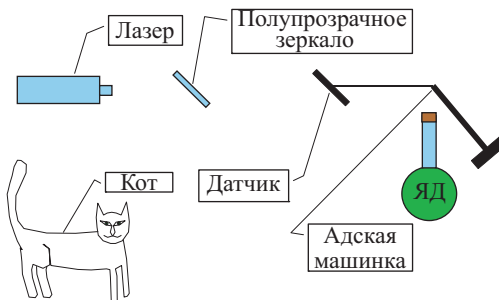 Лазер
Полупрозрачное
зеркало
Кот
Датчик
ЯД
Адская
машинка